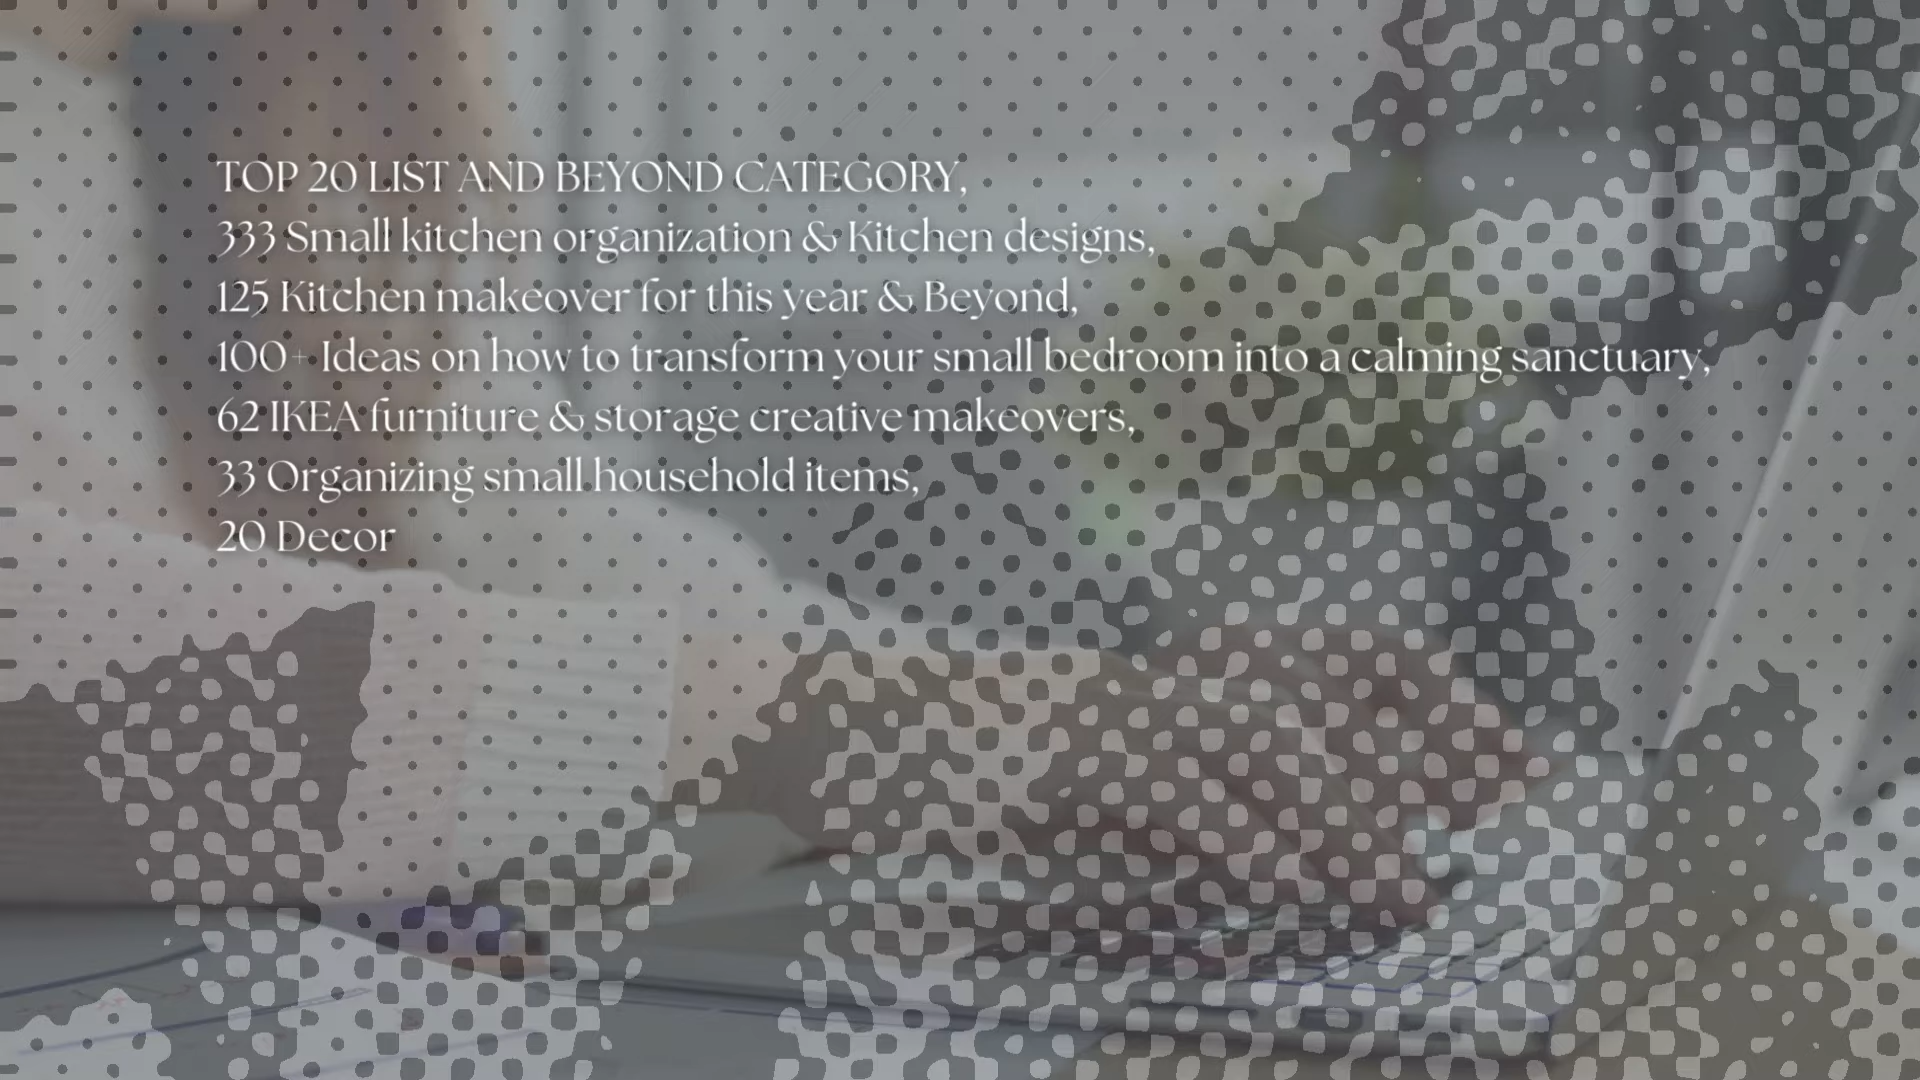 TOP 20 LIST AND BEYOND CATEGORY,
333 Small kitchen organization & Kitchen designs,
125 Kitchen makeover for this year & Beyond,
100+ Ideas on how to transform your small bedroom into a calming sanctuary,
62 IKEA furniture & storage creative makeovers,
33 Organizing small household items,
20 Decor